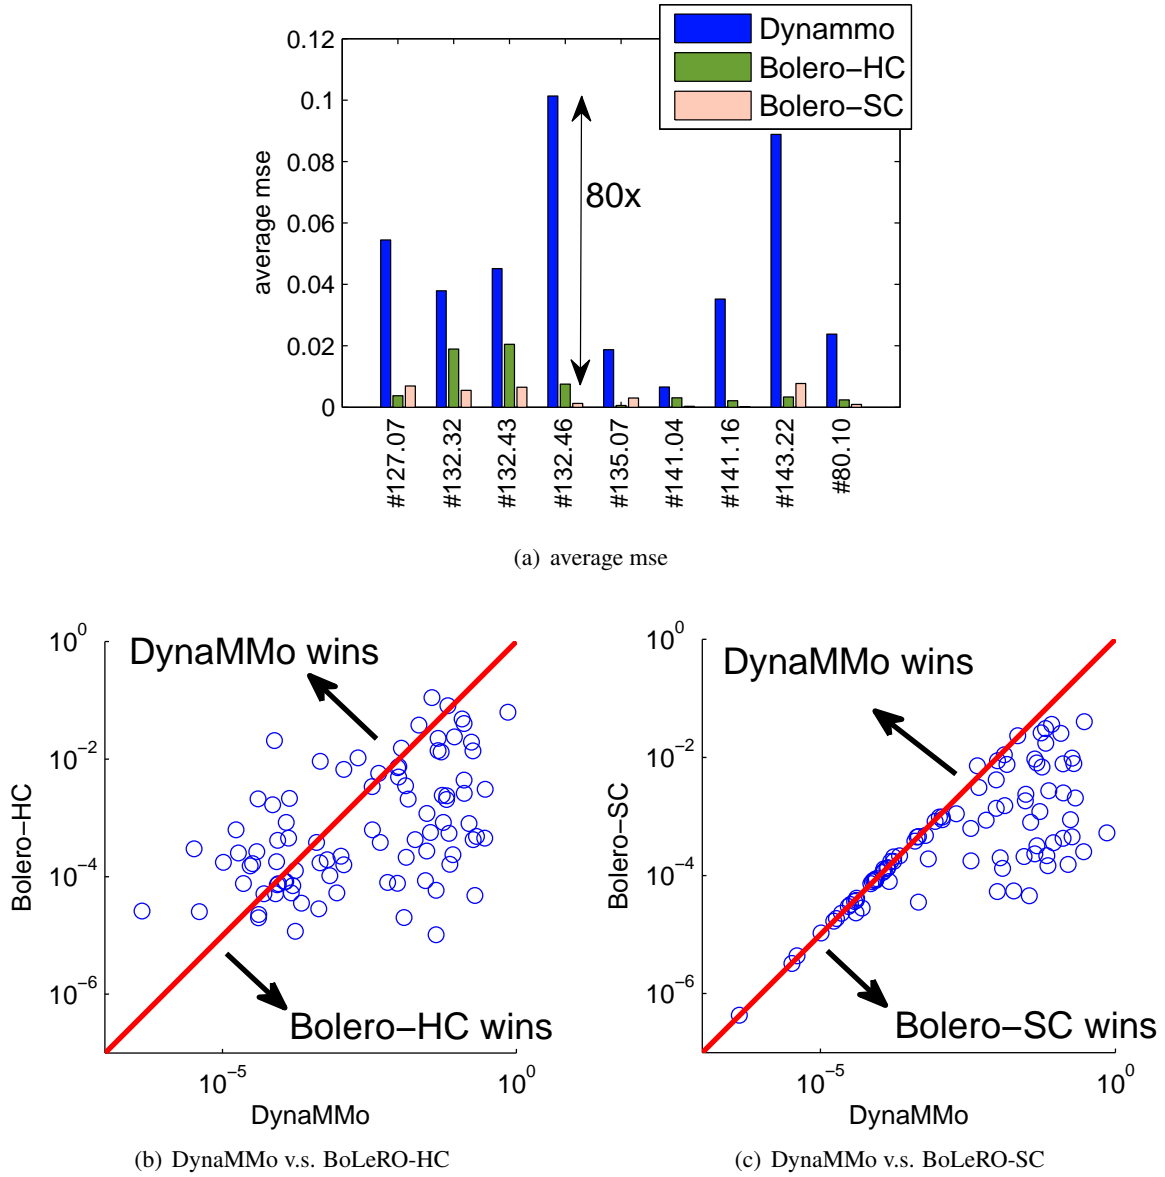 Dynammo
Bolero−HC
Bolero−SC
0.12
0.1
0.08
0.06
0.04
0.02
0
average mse
80x
#127.07
#132.32
#132.43
#132.46
#135.07
#141.04
#141.16
#143.22
#80.10
(a) average mse
10^0
10^−2
10^−4
10^−6
Bolero−HC
DynaMMo wins
Bolero−HC wins
10^−5
10^0
DynaMMo
(b) DynaMMo v.s. BoLeRO-HC
10^0
10^−2
10^−4
10^−6
Bolero−SC
DynaMMo wins
Bolero−SC wins
10^−5
10^0
DynaMMo
(c) DynaMMo v.s. BoLeRO-SC